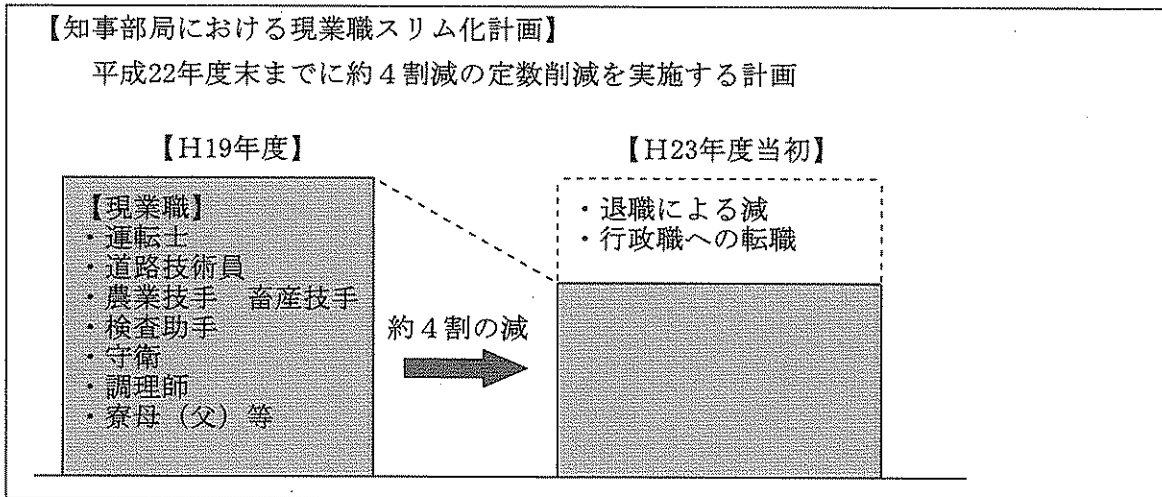 【知事部局における現業職スリム化計画】
平成22年度末までに約４割減の定数削減を実施する計画
【Ｈ19年度】
【現業職】
・運転士
・道路技術員
・農業技手　畜産技手
・検査助手
・守衛
・調理師
・寮母（父）等
約４割の減
【Ｈ23年度当初】
・退職による減
・行政職への転職